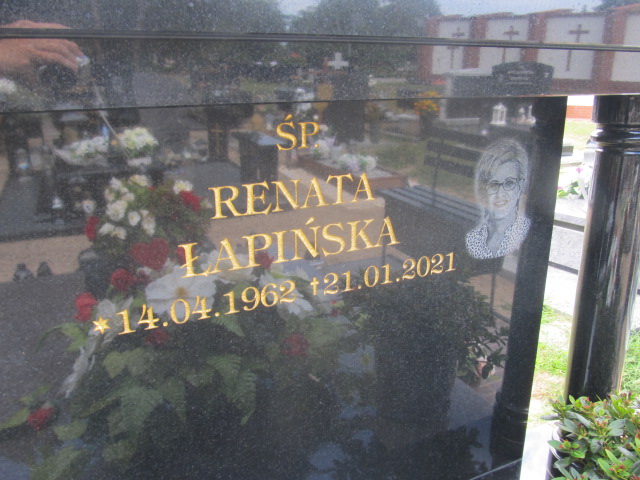 ŚP.
RENATA
ŁAPIŃSKA
*14.04.1962 †21.01.2021